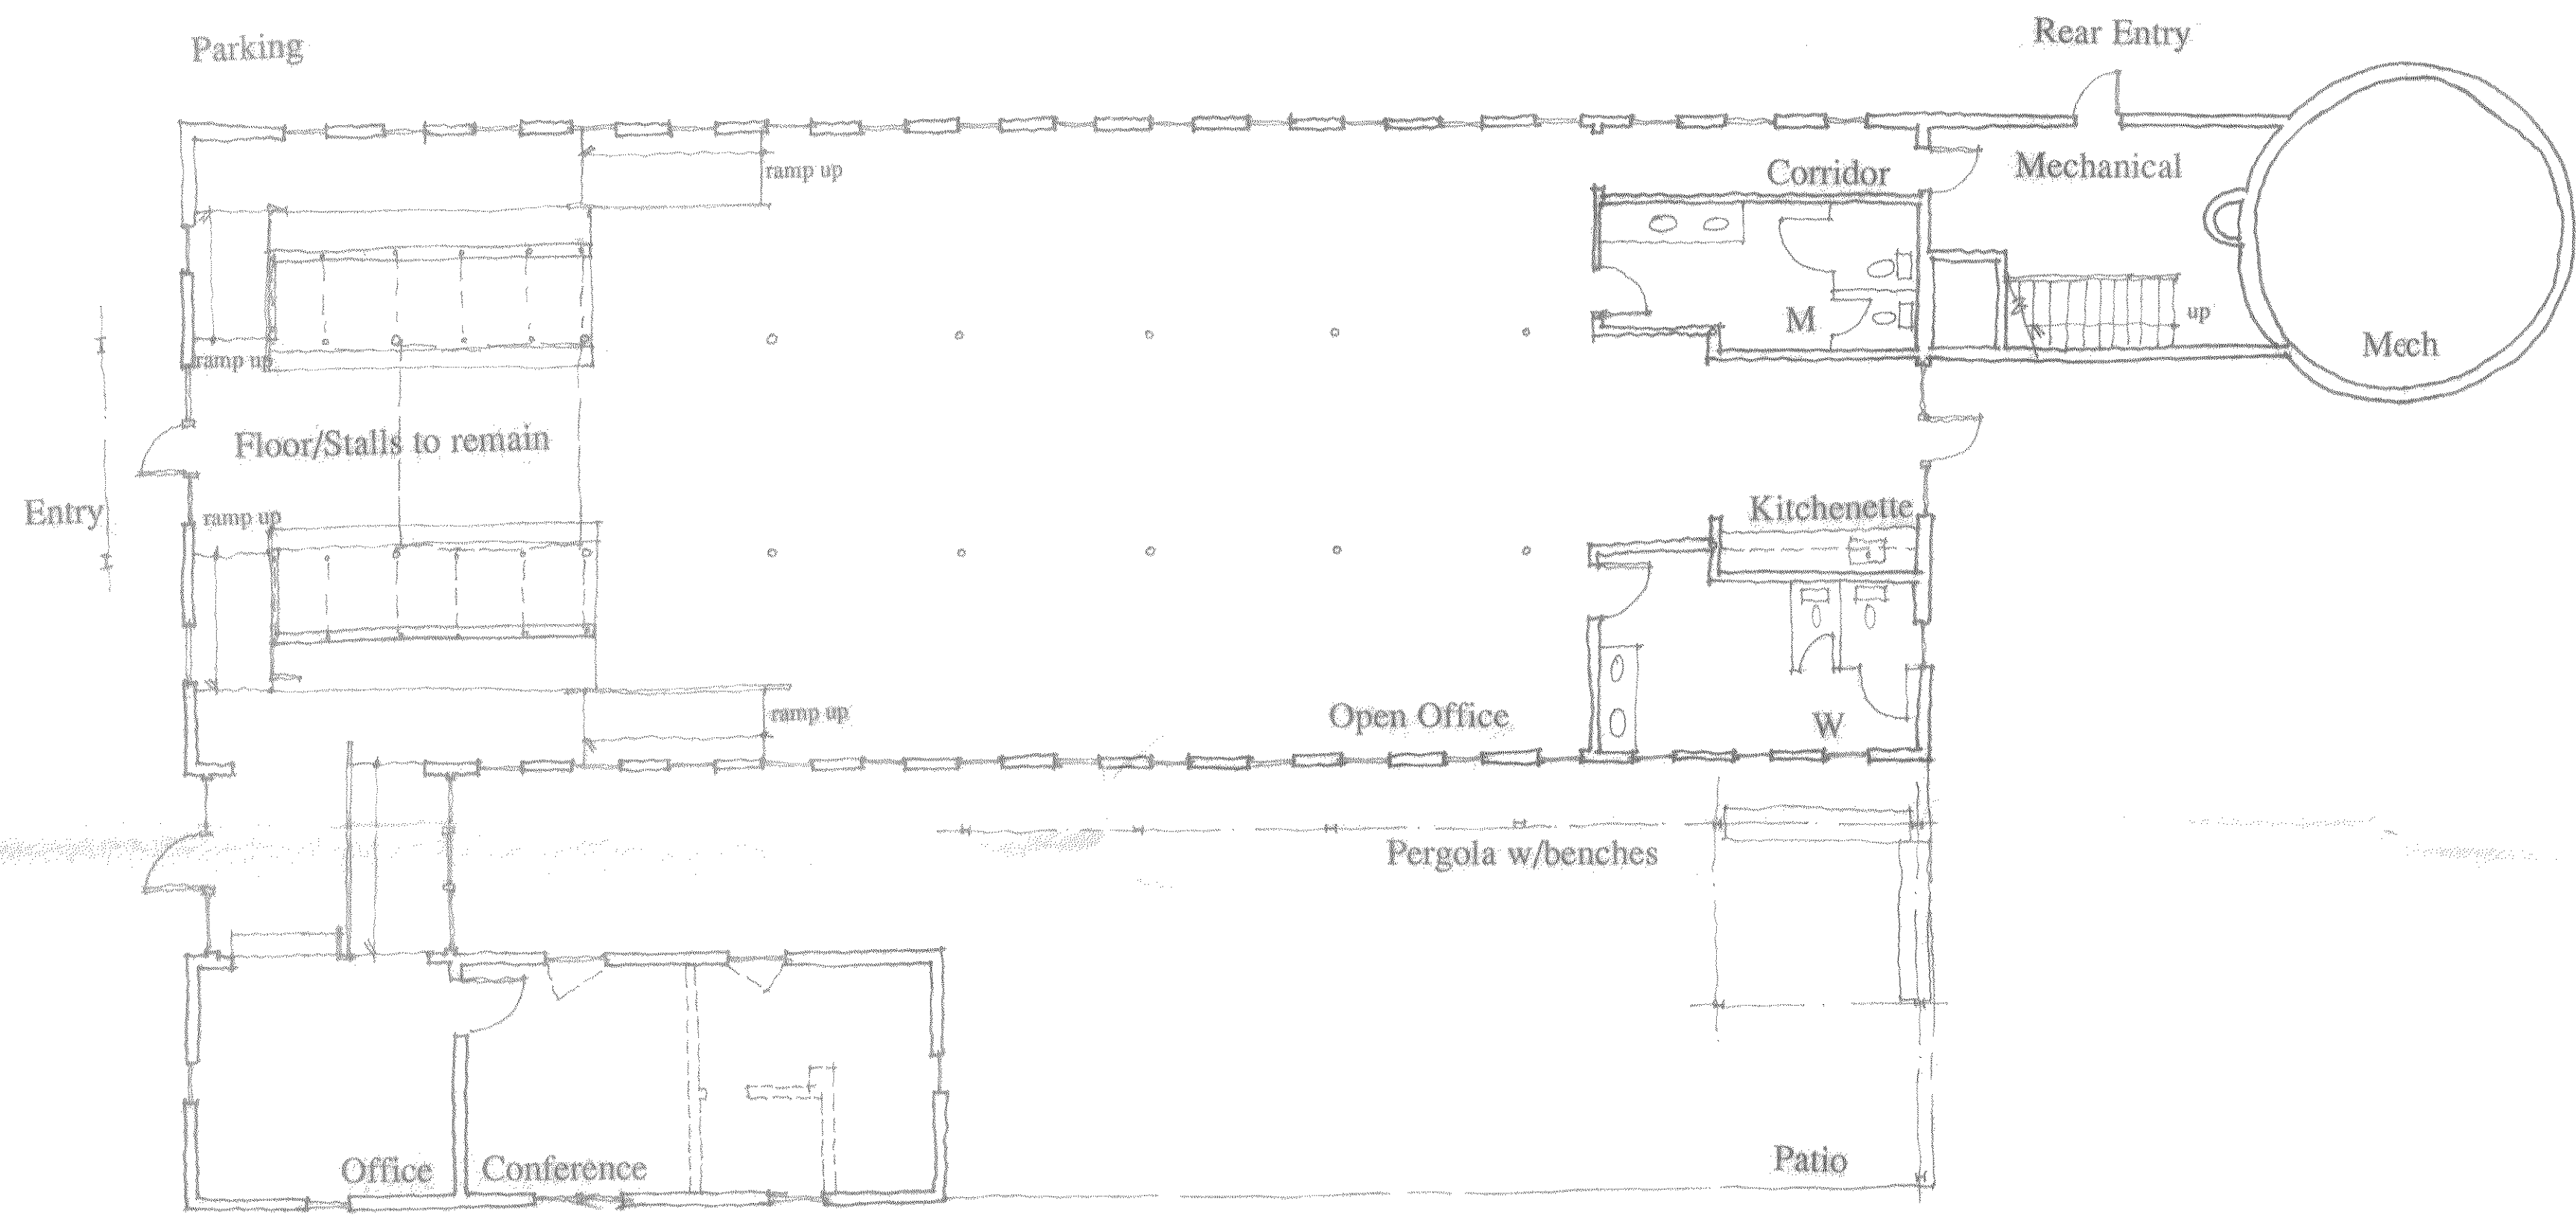 Parking
Rear Entry
ramp up
Corridor
Mechanical
M
up
Mech
ramp up
Floor/Stalls to remain
Entry
ramp up
Kitchenette
ramp up
Open Office
W
Pergola w/benches
Office
Conference
Patio